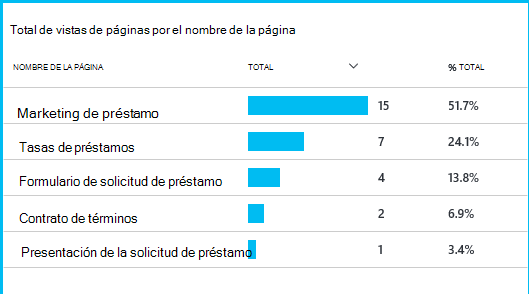 Total de vistas de páginas por el nombre de la página
NOMBRE DE LA PÁGINA TOTAL % TOTAL
Marketing de préstamo 15 51.7%
Tasas de préstamos 7 24.1%
Formulario de solicitud de préstamo 4 13.8%
Contrato de términos 2 6.9%
Presentación de la solicitud de préstamo 1 3.4%